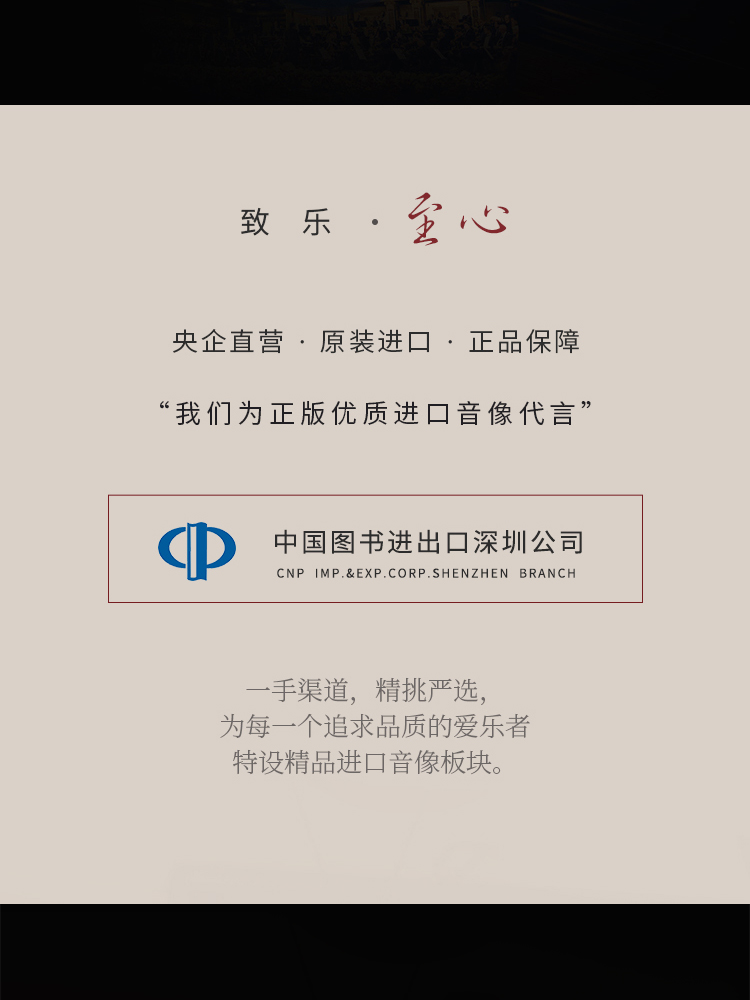 致乐·至心
央企直营 · 原装进口 · 正品保障
“我们为正版优质进口音像代言”
中国图书进出口深圳公司
CNP IMP.&EXP.CORP.SHENZHEN BRANCH
一手渠道，精挑严选，
为每一个追求品质的爱乐者
特设精品进口音像板块。